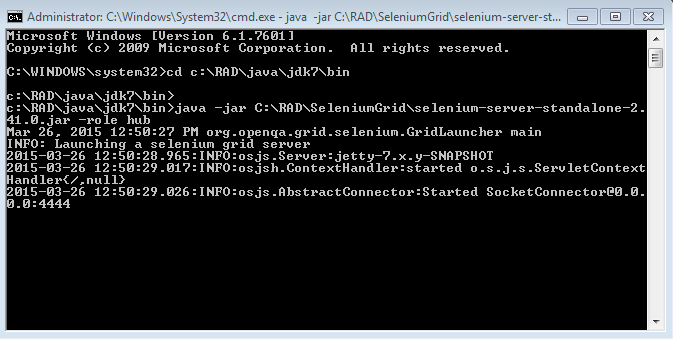 Administrator: C:\Windows\System32\cmd.exe - java -jar C:\RAD\SeleniumGrid\selenium-server-st...
Microsoft Windows [Version 6.1.7601]
Copyright (c) 2009 Microsoft Corporation.  All rights reserved.
C:\WINDOWS\system32>cd c:\RAD\java\jdk7\bin
c:\RAD\java\jdk7\bin>
c:\RAD\java\jdk7\bin>java -jar C:\RAD\SeleniumGrid\selenium-server-standalone-2.
41.0.jar -role hub
Mar 26, 2015 12:50:27 PM org.openqa.grid.selenium.GridLauncher main
INFO: Launching a selenium grid server
2015-03-26 12:50:28.965:INFO:osjs.Server:jetty-7.x.y-SNAPSHOT
2015-03-26 12:50:29.017:INFO:osjsh.ContextHandler:started o.s.j.s.ServletContext
Handler{/,null}
2015-03-26 12:50:29.026:INFO:osjs.AbstractConnector:Started SocketConnector@0.0.
0.0:4444